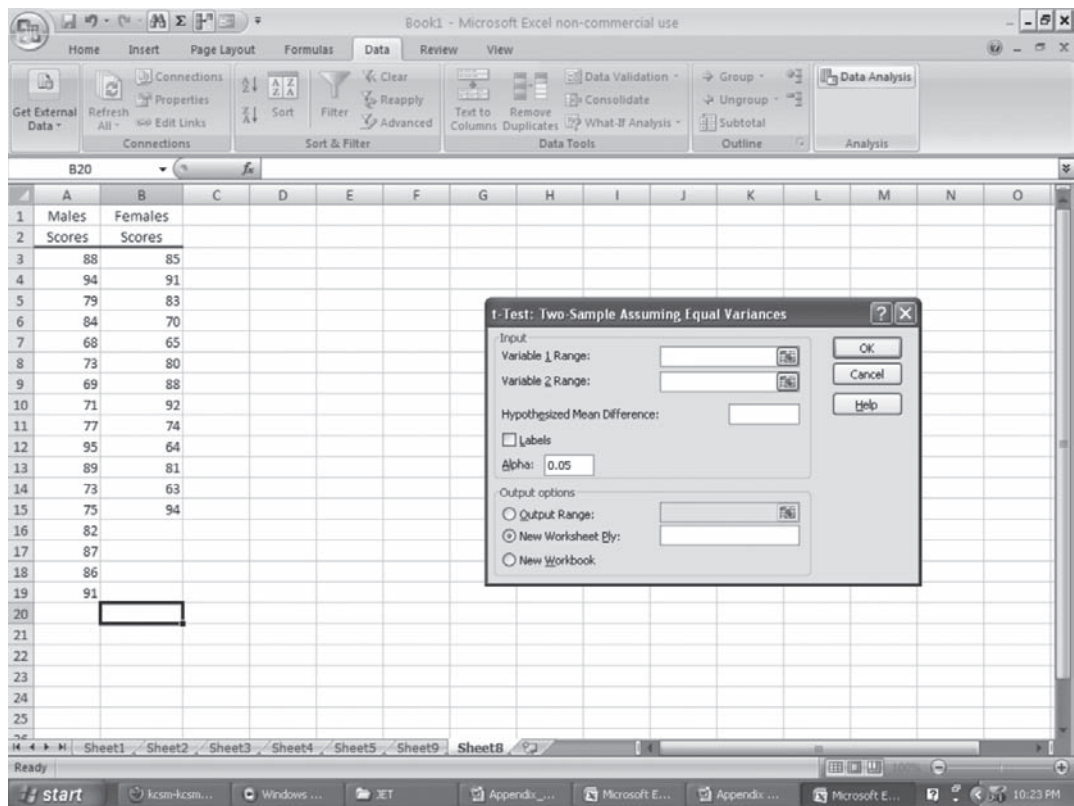 Book1 - Microsoft Excel non-commercial use
Home Insert Page Layout Formulas Data Review View
Get External Data
Refresh All
Connections
Properties
Edit Links
Connections
Sort
Filter
Clear
Reapply
Advanced
Sort & Filter
Text to Columns
Remove Duplicates
Data Validation
Consolidate
What-If Analysis
Data Tools
Group
Ungroup
Subtotal
Outline
Data Analysis
Analysis
B20 fx
A B C D E F G H I J K L M N O
1 Males Females
2 Scores Scores
3 88 85
4 94 91
5 79 83
6 84 70
7 68 65
8 73 80
9 69 88
10 71 92
11 77 74
12 95 64
13 89 81
14 73 63
15 75 94
16 82
17 87
18 86
19 91
20
21
22
23
24
25
t-Test: Two-Sample Assuming Equal Variances
Input
Variable 1 Range:
Variable 2 Range:
Hypothesized Mean Difference:
Labels
Alpha: 0.05
Output options
Output Range:
New Worksheet Ply:
New Workbook
OK
Cancel
Help
Sheet1 Sheet2 Sheet3 Sheet4 Sheet5 Sheet9 Sheet8
Ready 100%
start kcsm-kcsm... Windows ... JET Appendix_... Microsoft E... Appendix ... Microsoft E... 10:23 PM